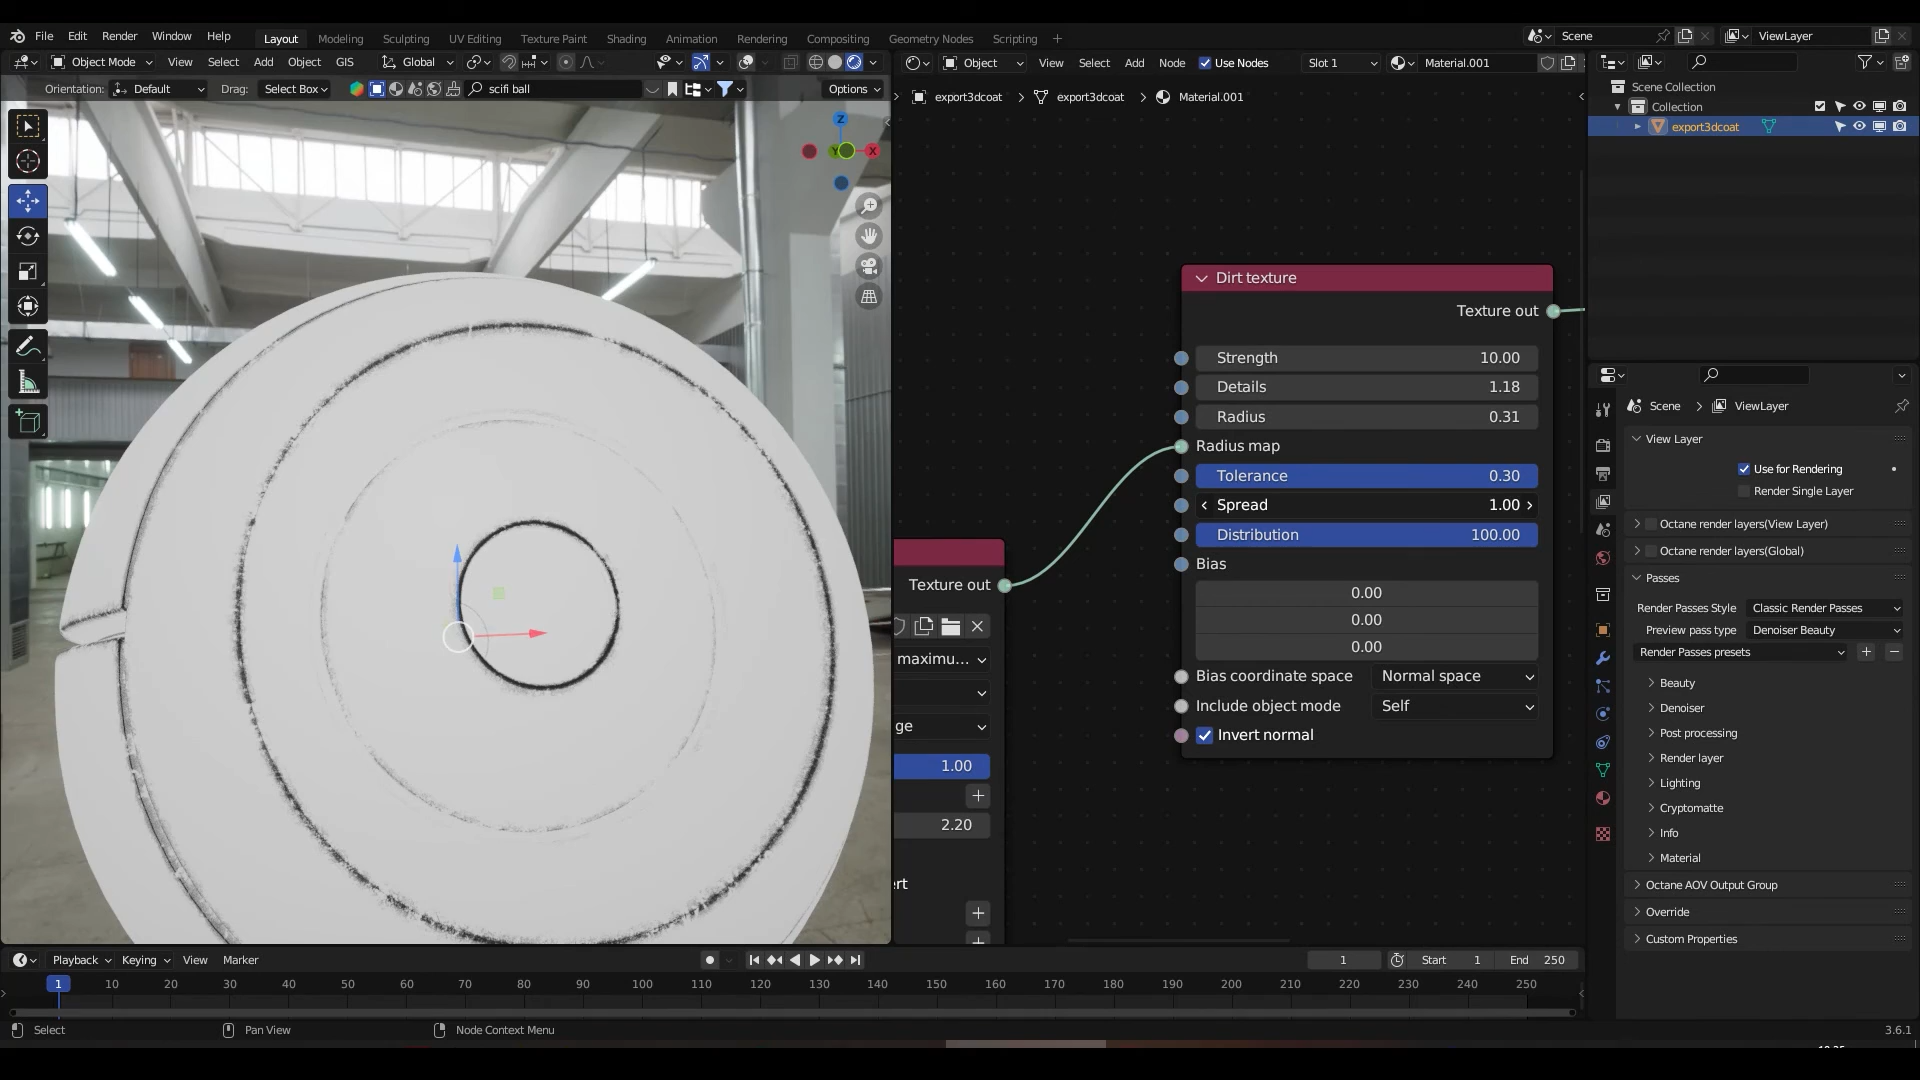 File Edit Render Window Help Layout Modeling Sculpting UV Editing Texture Paint Shading Animation Rendering Compositing Geometry Nodes Scripting + Scene ViewLayer
Object Mode View Select Add Object GIS Global Object View Select Add Node Use Nodes Slot 1 Material.001
Orientation: Default Drag: Select Box scifi ball Options
export3dcoat export3dcoat Material.001
Scene Collection
Collection
export3dcoat
Z
Y
X
Dirt texture
Texture out
Strength 10.00
Details 1.18
Radius 0.31
Radius map
Tolerance 0.30
Spread 1.00
Distribution 100.00
Bias
0.00
0.00
0.00
Bias coordinate space Normal space
Include object mode Self
Invert normal
Texture out
maximu...
ge
1.00
2.20
rt
Scene ViewLayer
View Layer
Use for Rendering
Render Single Layer
Octane render layers(View Layer)
Octane render layers(Global)
Passes
Render Passes Style Classic Render Passes
Preview pass type Denoiser Beauty
Render Passes presets
Beauty
Denoiser
Post processing
Render layer
Lighting
Cryptomatte
Info
Material
Octane AOV Output Group
Override
Custom Properties
Playback Keying View Marker 1 Start 1 End 250
1 10 20 30 40 50 60 70 80 90 100 110 120 130 140 150 160 170 180 190 200 210 220 230 240 250
Select Pan View Node Context Menu 3.6.1